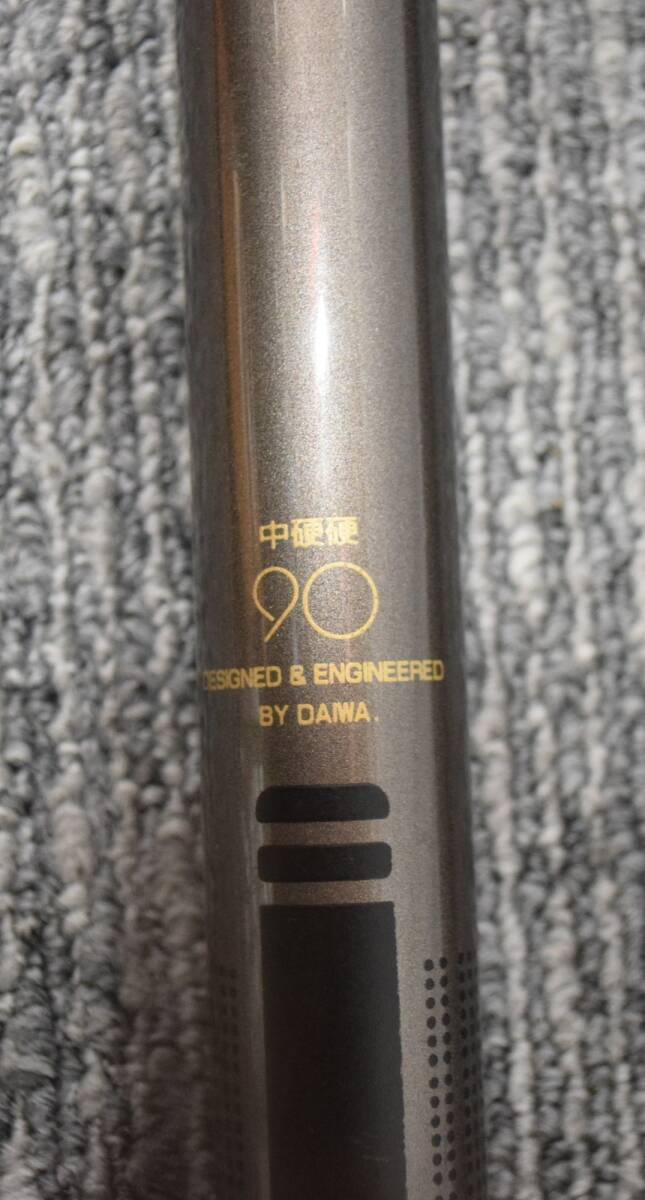 中硬硬
90
DESIGNED & ENGINEERED
BY DAIWA.